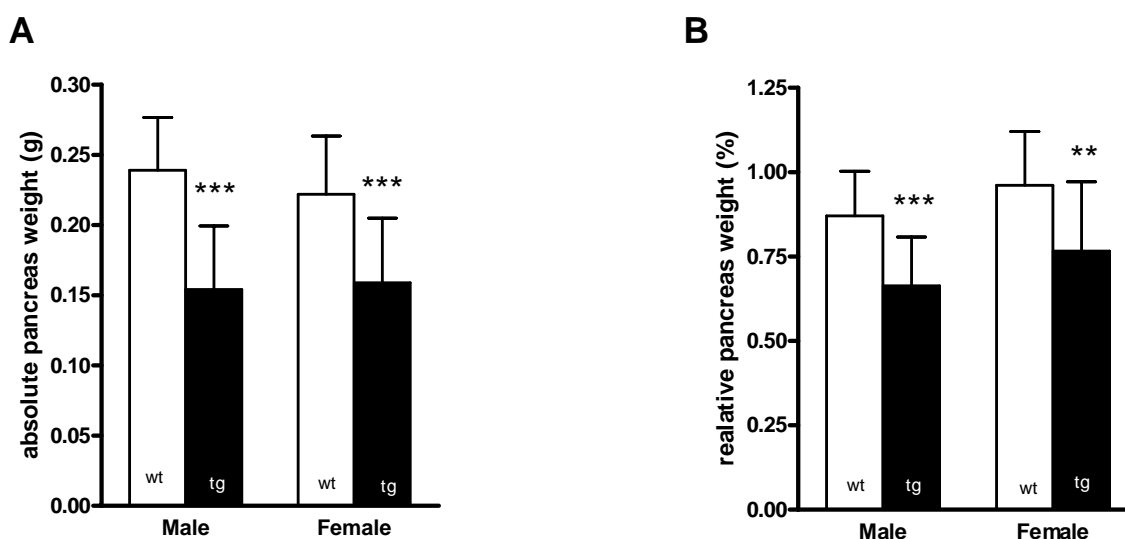 A
absolute pancreas weight (g)
0.30
0.25
0.20
0.15
0.10
0.05
0.00
***
***
wt
tg
wt
tg
Male
Female
B
realative pancreas weight (%)
1.25
1.00
0.75
0.50
0.25
0.00
***
**
wt
tg
wt
tg
Male
Female